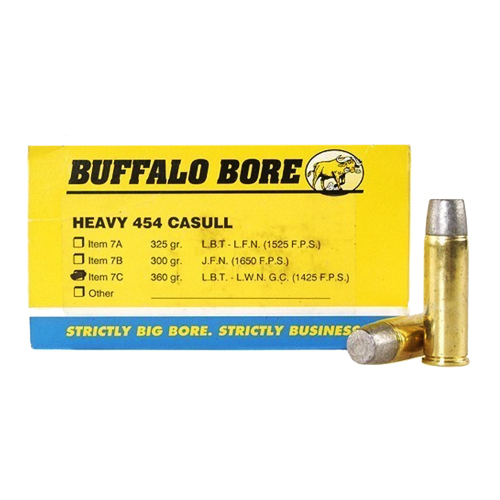 BUFFALO BORE
HEAVY 454 CASULL
Item 7A 325 gr. L.B.T - L.F.N. (1525 F.P.S.)
Item 7B 300 gr. J.F.N. (1650 F.P.S.)
Item 7C 360 gr. L.B.T. - L.W.N. G.C. (1425 F.P.S.)
Other
STRICTLY BIG BORE. STRICTLY BUSINESS.